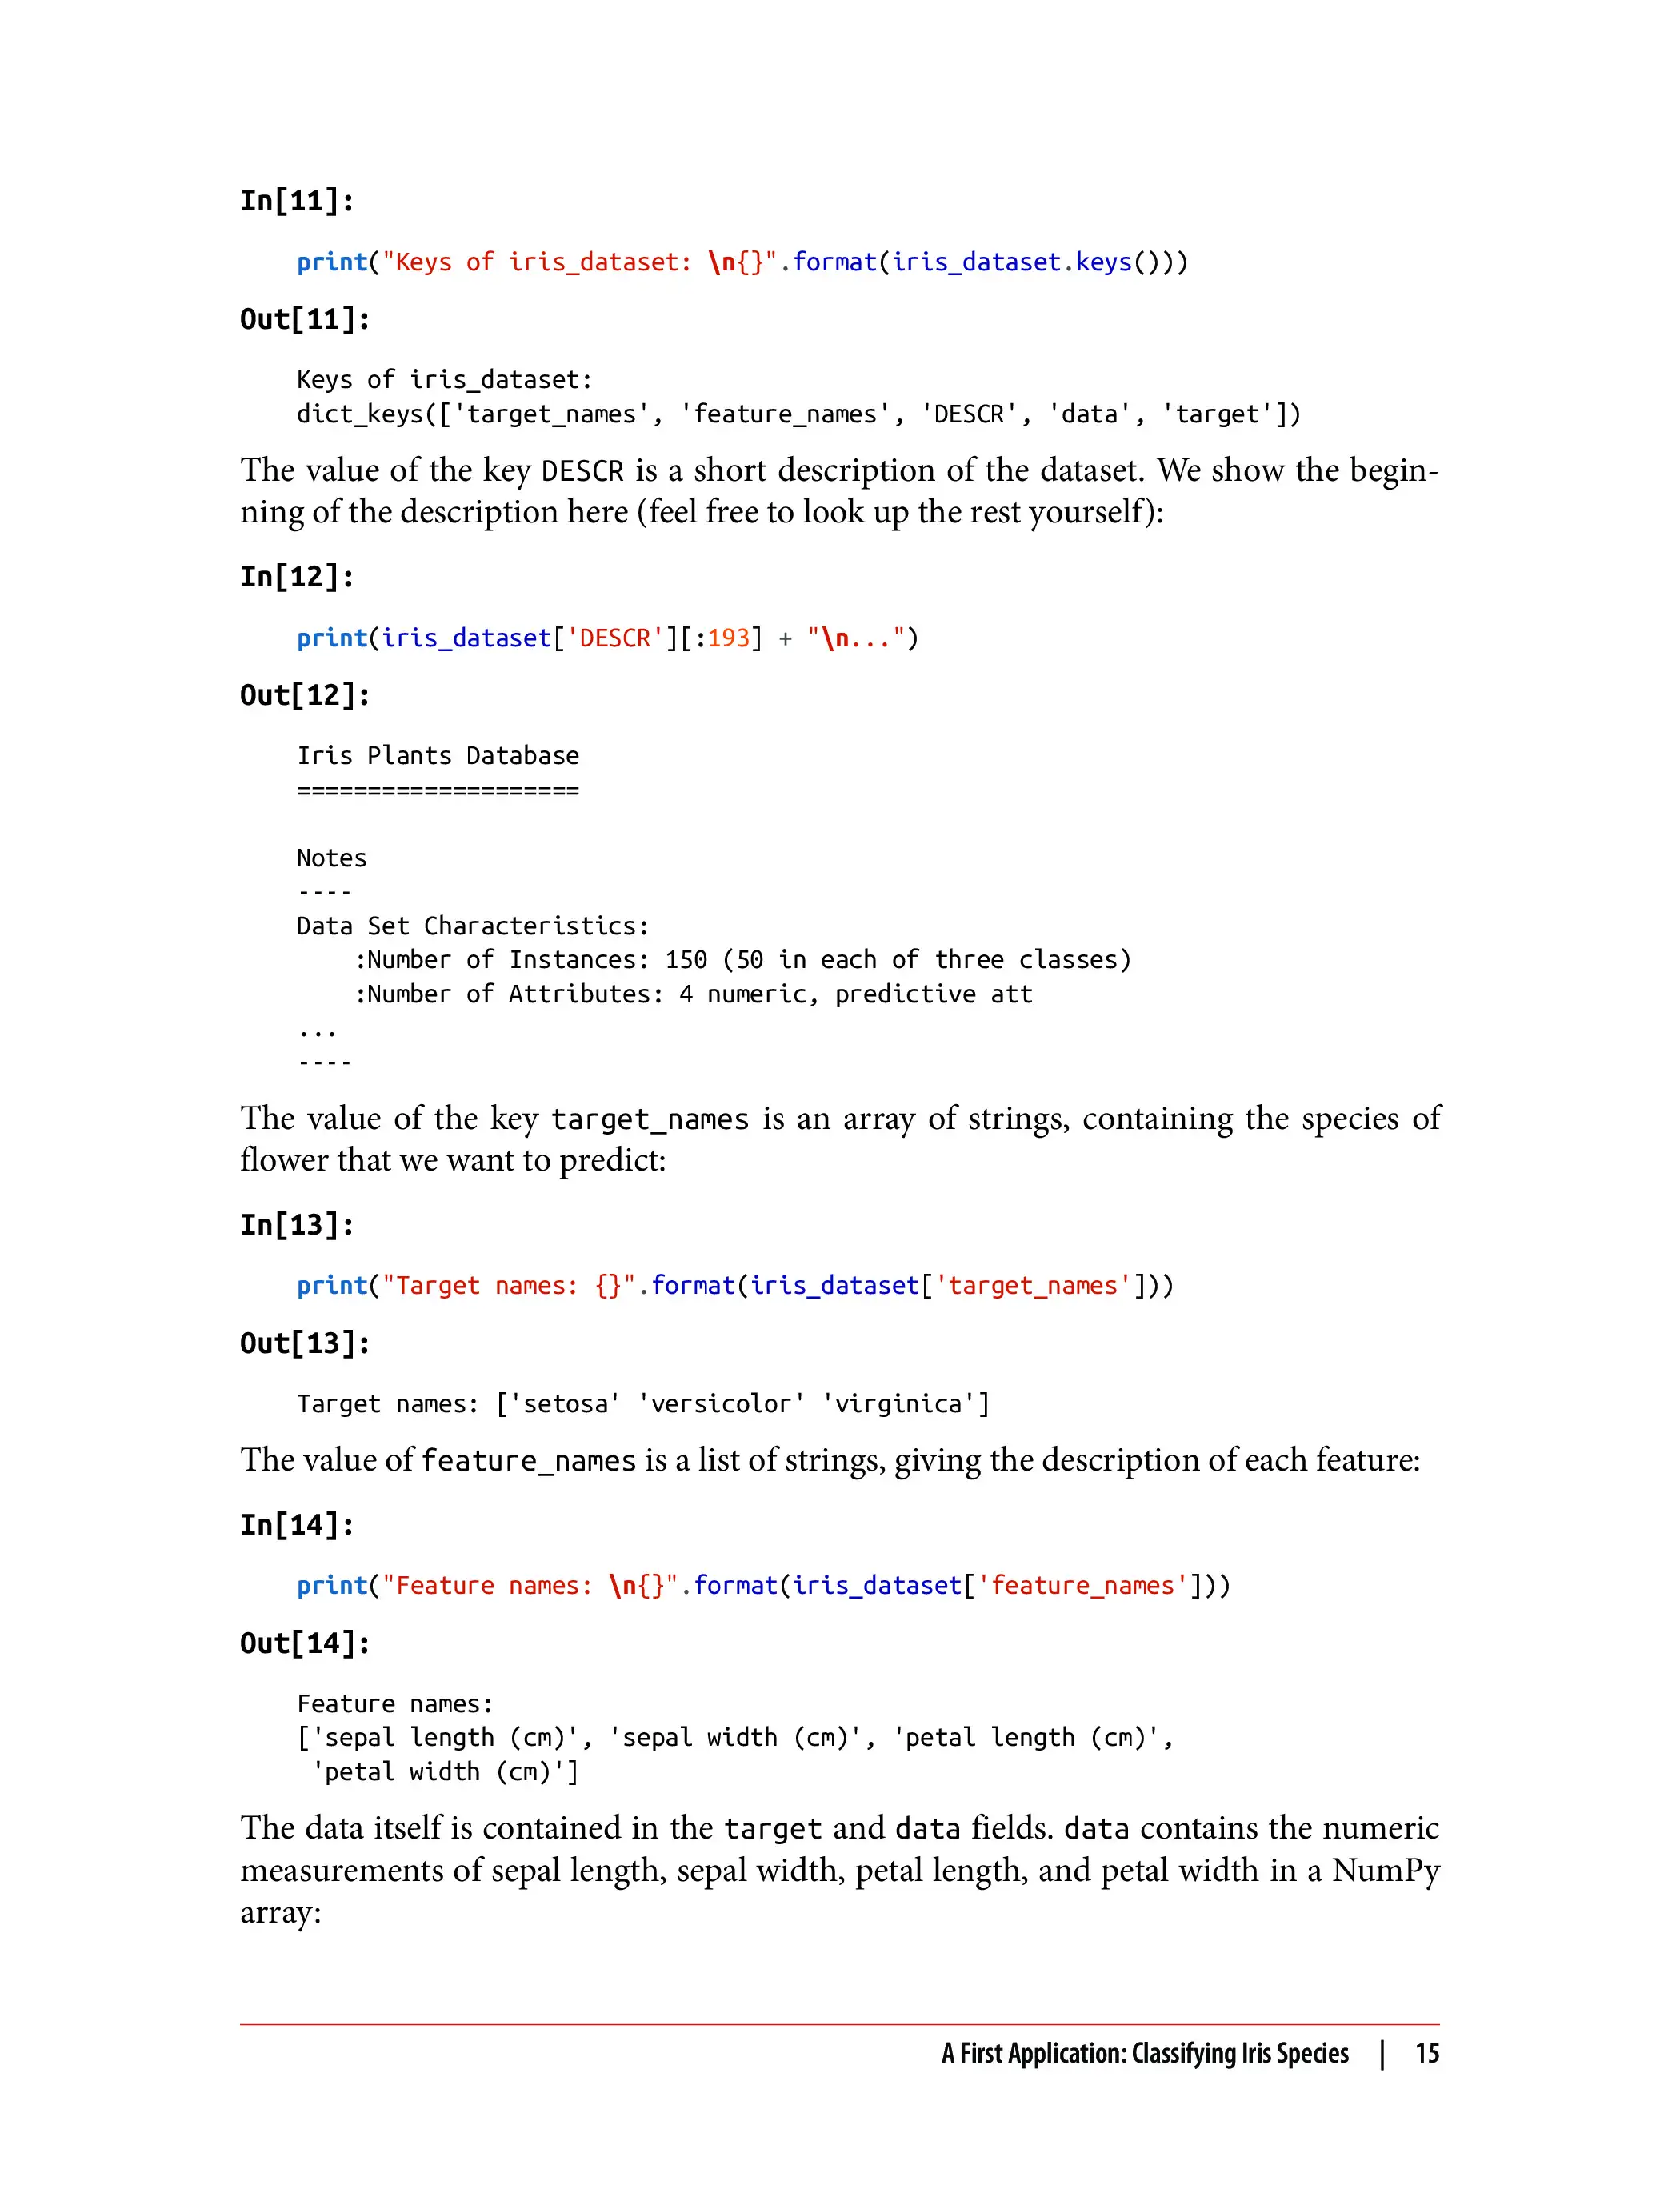 In[11]:
print("Keys of iris_dataset: \n{}".format(iris_dataset.keys()))
Out[11]:
Keys of iris_dataset:
dict_keys(['target_names', 'feature_names', 'DESCR', 'data', 'target'])
The value of the key DESCR is a short description of the dataset. We show the begin-
ning of the description here (feel free to look up the rest yourself):
In[12]:
print(iris_dataset['DESCR'][:193] + "\n...")
Out[12]:
Iris Plants Database
====================
Notes
----
Data Set Characteristics:
    :Number of Instances: 150 (50 in each of three classes)
    :Number of Attributes: 4 numeric, predictive att
...
----
The value of the key target_names is an array of strings, containing the species of
flower that we want to predict:
In[13]:
print("Target names: {}".format(iris_dataset['target_names']))
Out[13]:
Target names: ['setosa' 'versicolor' 'virginica']
The value of feature_names is a list of strings, giving the description of each feature:
In[14]:
print("Feature names: \n{}".format(iris_dataset['feature_names']))
Out[14]:
Feature names:
['sepal length (cm)', 'sepal width (cm)', 'petal length (cm)',
 'petal width (cm)']
The data itself is contained in the target and data fields. data contains the numeric
measurements of sepal length, sepal width, petal length, and petal width in a NumPy
array:
A First Application: Classifying Iris Species | 15